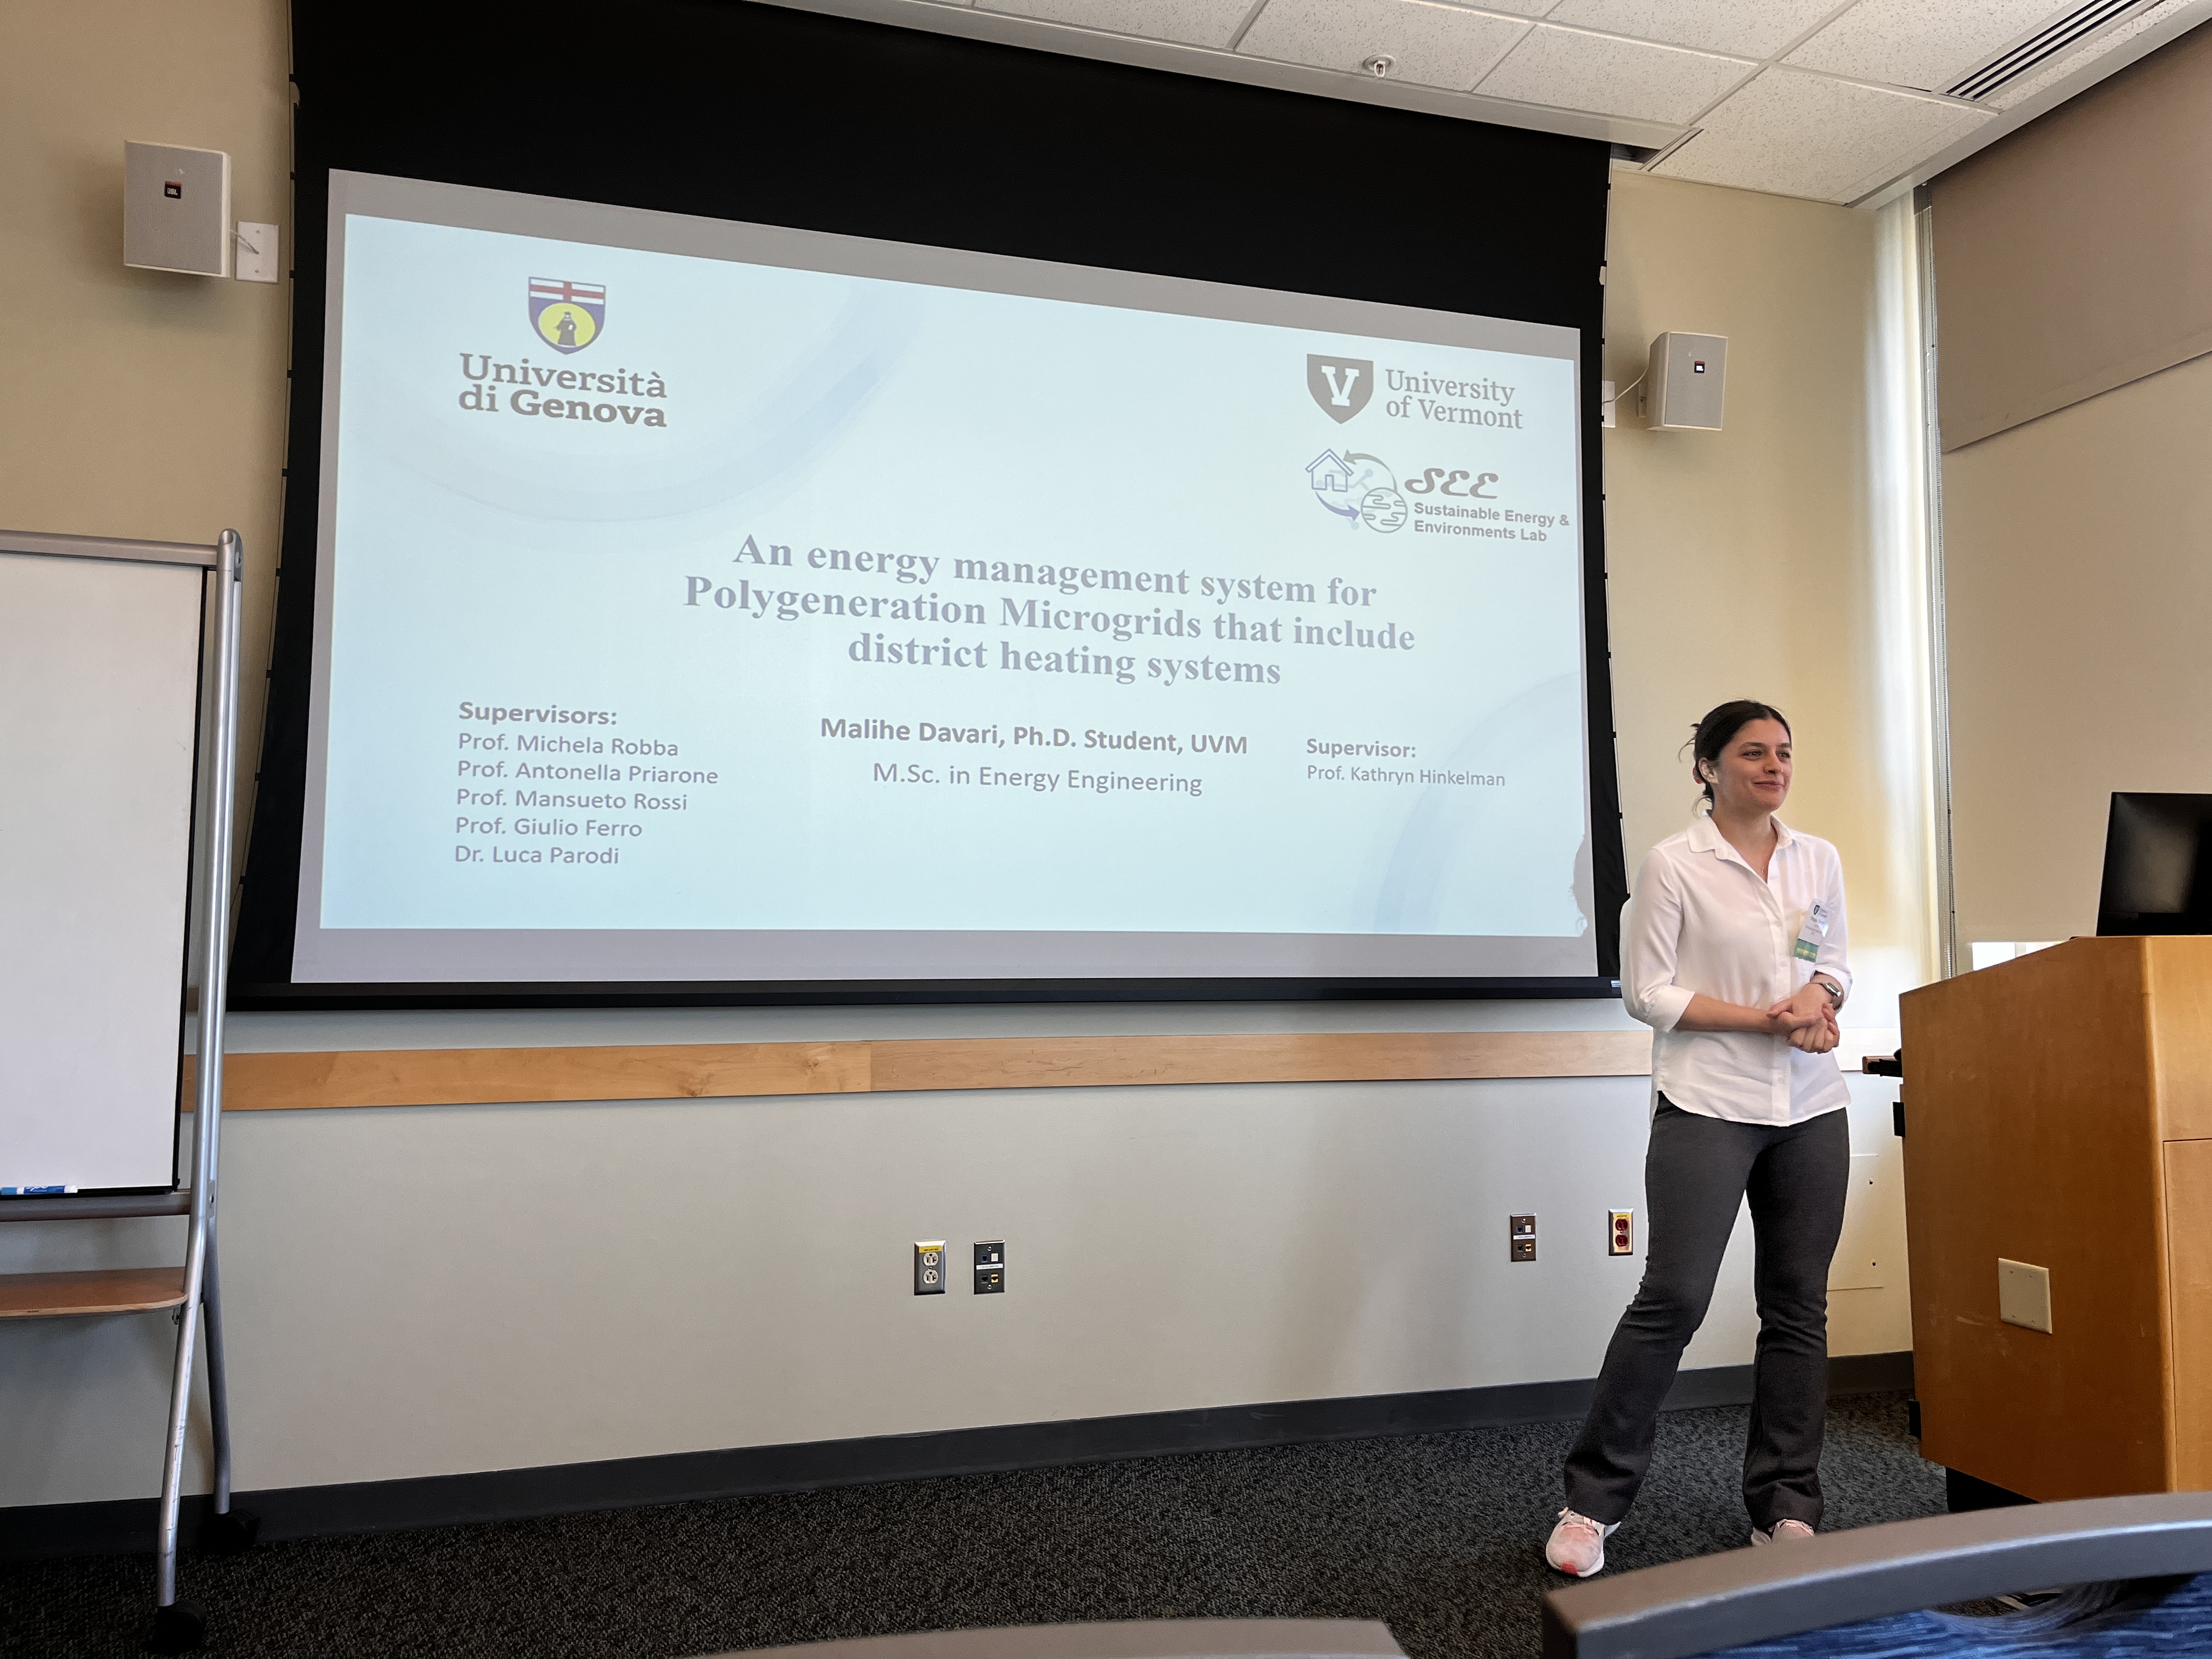 Università
di Genova
University
of Vermont
SEE
Sustainable Energy &
Environments Lab
An energy management system for
Polygeneration Microgrids that include
district heating systems
Supervisors:
Prof. Michela Robba
Prof. Antonella Priarone
Prof. Mansueto Rossi
Prof. Giulio Ferro
Dr. Luca Parodi
Malihe Davari, Ph.D. Student, UVM
M.Sc. in Energy Engineering
Supervisor:
Prof. Kathryn Hinkelman
JBL
JBL